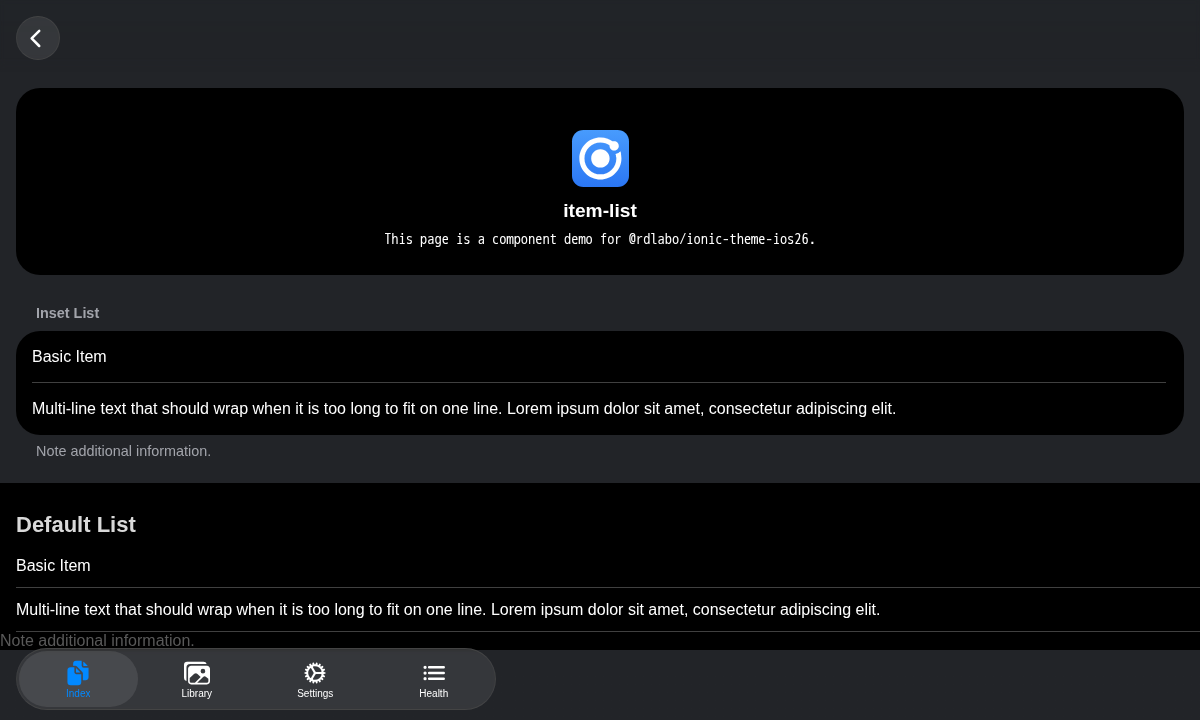 item-list
This page is a component demo for @rdlabo/ionic-theme-ios26.
Inset List
Basic Item
Multi-line text that should wrap when it is too long to fit on one line. Lorem ipsum dolor sit amet, consectetur adipiscing elit.
Note additional information.
Default List
Basic Item
Multi-line text that should wrap when it is too long to fit on one line. Lorem ipsum dolor sit amet, consectetur adipiscing elit.
Note additional information.
Index
Library
Settings
Health